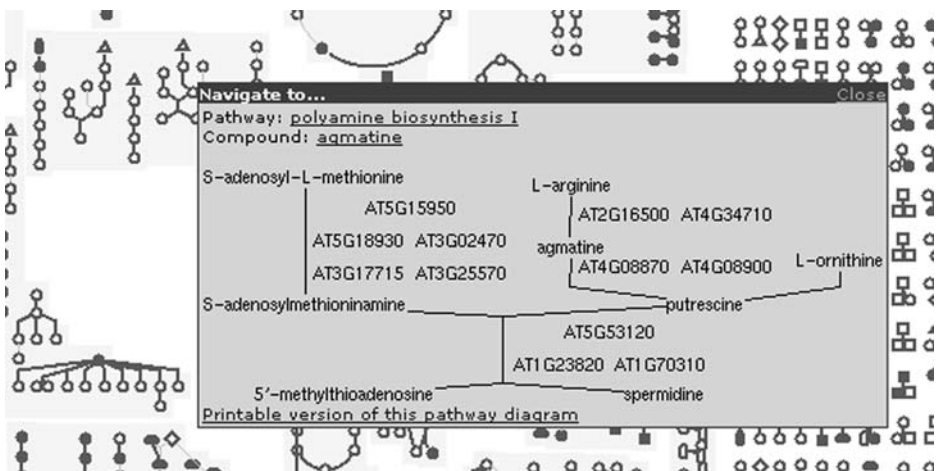 Navigate to... Close
Pathway: polyamine biosynthesis I
Compound: agmatine
S-adenosyl-L-methionine
L-arginine
AT5G15950
AT2G16500 AT4G34710
AT5G18930 AT3G02470
agmatine
L-ornithine
AT3G17715 AT3G25570
AT4G08870 AT4G08900
S-adenosylmethioninamine
putrescine
AT5G53120
AT1G23820 AT1G70310
5'-methylthioadenosine
spermidine
Printable version of this pathway diagram